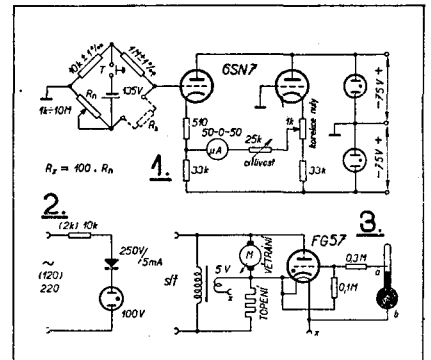 10k±1%
1M±1%
6SN7
T
Rn
135V
Rx
1k÷10M
510
50-0-50
µA
25k
citlivost
1k
korekce nuly
33k
33k
-75V+
-75V+
Rx = 100 . Rn
1.
2.
(2k) 10k
250V/5mA
~
(120)
220
100V
3.
síť
5V
x
M
VĚTRÁNÍ
TOPENÍ
FG57
0,3M
0,1M
a
b
x